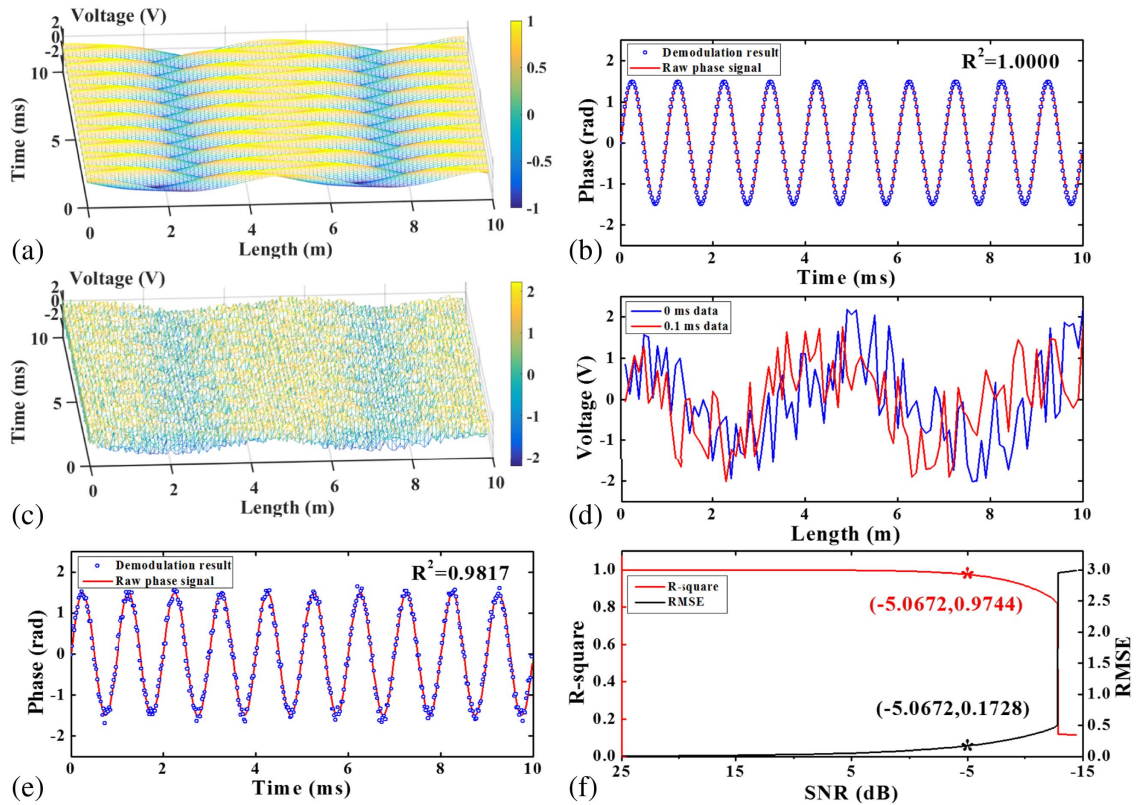 Voltage (V)
2
0
-2
10
5
0
Time (ms)
0
2
4
6
8
10
Length (m)
1
0.5
0
-0.5
-1
(a)
Demodulation result
Raw phase signal
R²=1.0000
2
1
0
-1
-2
Phase (rad)
0
2
4
6
8
10
Time (ms)
(b)
Voltage (V)
2
0
-2
10
5
0
Time (ms)
0
2
4
6
8
10
Length (m)
2
1
0
-1
-2
(c)
0 ms data
0.1 ms data
2
1
0
-1
-2
Voltage (V)
0
2
4
6
8
10
Length (m)
(d)
Demodulation result
Raw phase signal
R²=0.9817
2
1
0
-1
-2
Phase (rad)
0
2
4
6
8
10
Time (ms)
(e)
R-square
RMSE
1.0
0.8
0.6
0.4
0.2
0.0
R-square
(-5.0672,0.9744)
(-5.0672,0.1728)
3.0
2.5
2.0
1.5
1.0
0.5
0.0
RMSE
25
15
5
-5
-15
SNR (dB)
(f)